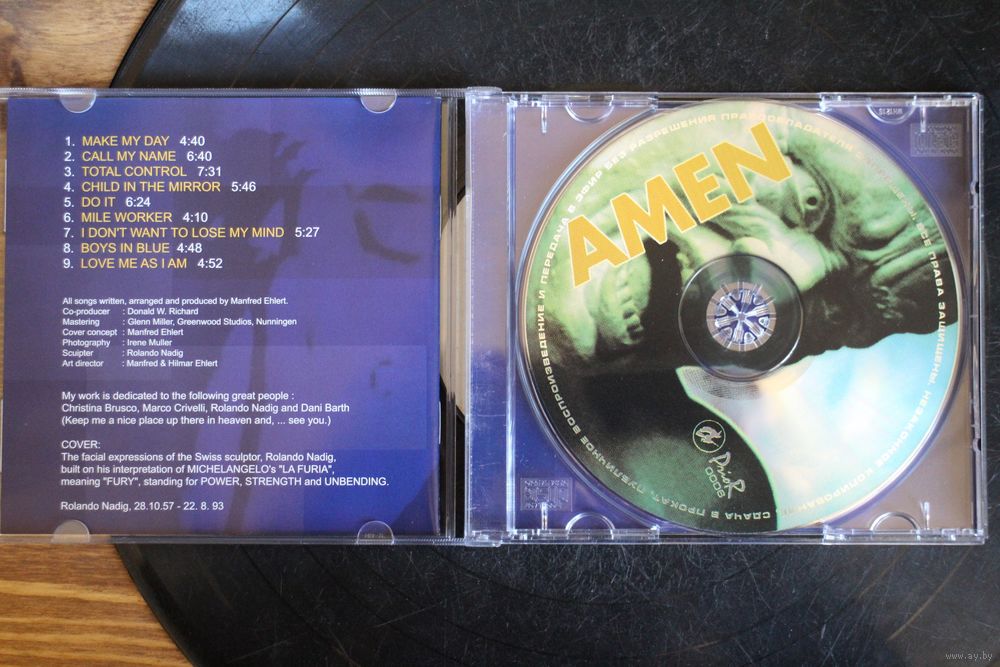 1. MAKE MY DAY 4:40
2. CALL MY NAME 6:40
3. TOTAL CONTROL 7:31
4. CHILD IN THE MIRROR 5:46
5. DO IT 6:24
6. MILE WORKER 4:10
7. I DON'T WANT TO LOSE MY MIND 5:27
8. BOYS IN BLUE 4:48
9. LOVE ME AS I AM 4:52
All songs written, arranged and produced by Manfred Ehlert.
Co-producer : Donald W. Richard
Mastering : Glenn Miller, Greenwood Studios, Nunningen
Cover concept : Manfred Ehlert
Photography : Irene Muller
Sculpter : Rolando Nadig
Art director : Manfred & Hilmar Ehlert
My work is dedicated to the following great people :
Christina Brusco, Marco Crivelli, Rolando Nadig and Dani Barth
(Keep me a nice place up there in heaven and, ... see you.)
COVER:
The facial expressions of the Swiss sculptor, Rolando Nadig,
built on his interpretation of MICHELANGELO's "LA FURIA",
meaning "FURY", standing for POWER, STRENGTH and UNBENDING.
Rolando Nadig, 28.10.57 - 22. 8. 93
AMEN
ВСЕ ПРАВА ЗАЩИЩЕНЫ. НЕЗАКОННОЕ КОПИРОВАНИЕ, СДАЧА В ПРОКАТ, ПУБЛИЧНОЕ ВОСПРОИЗВЕДЕНИЕ И ПЕРЕДАЧА В ЭФИР БЕЗ РАЗРЕШЕНИЯ ПРАВООБЛАДАТЕЛЯ
www.ay.by